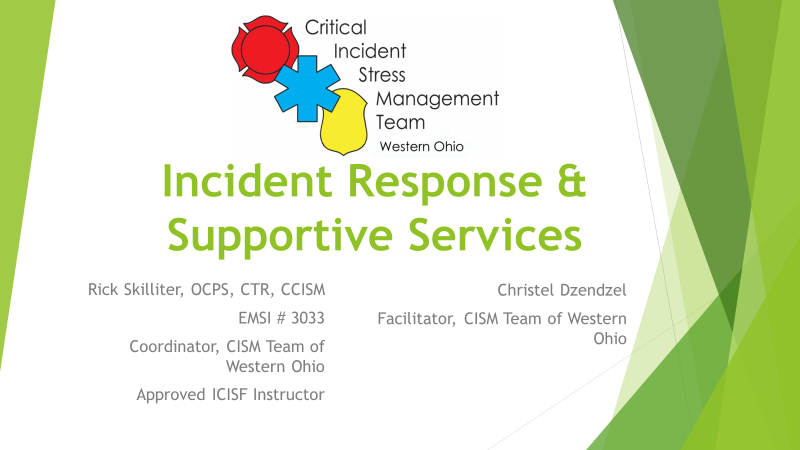 Critical
Incident
Stress
Management
Team
Western Ohio
Incident Response &
Supportive Services
Rick Skilliter, OCPS, CTR, CCISM
EMSI # 3033
Coordinator, CISM Team of
Western Ohio
Approved ICISF Instructor
Christel Dzendzel
Facilitator, CISM Team of Western
Ohio